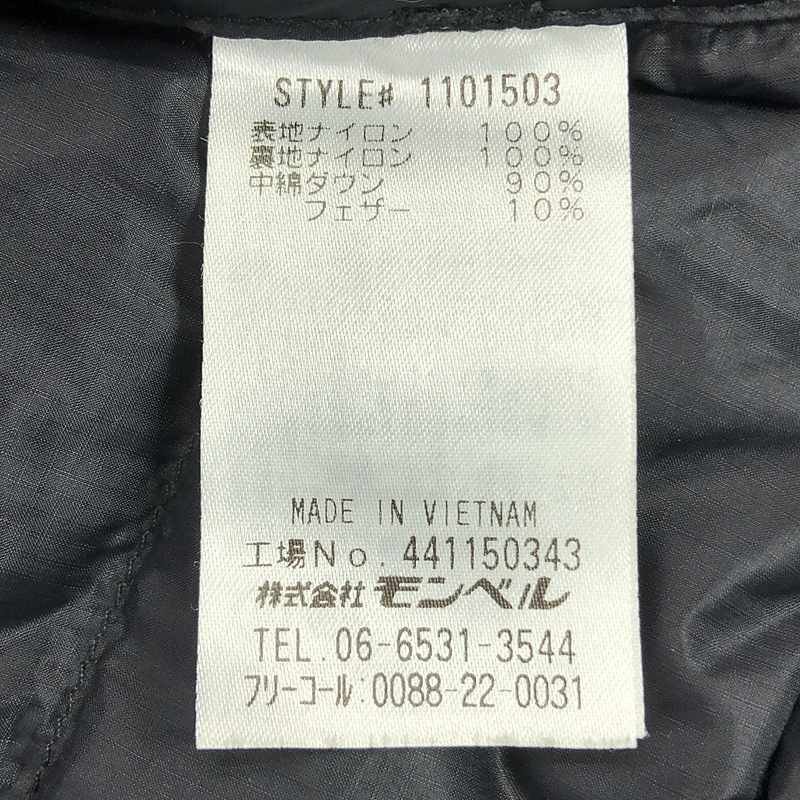 STYLE# 1101503
表地ナイロン 100%
裏地ナイロン 100%
中綿ダウン 90%
フェザー 10%
MADE IN VIETNAM
工場No. 441150343
株式会社 モンベル
TEL. 06-6531-3544
フリーコール:0088-22-0031